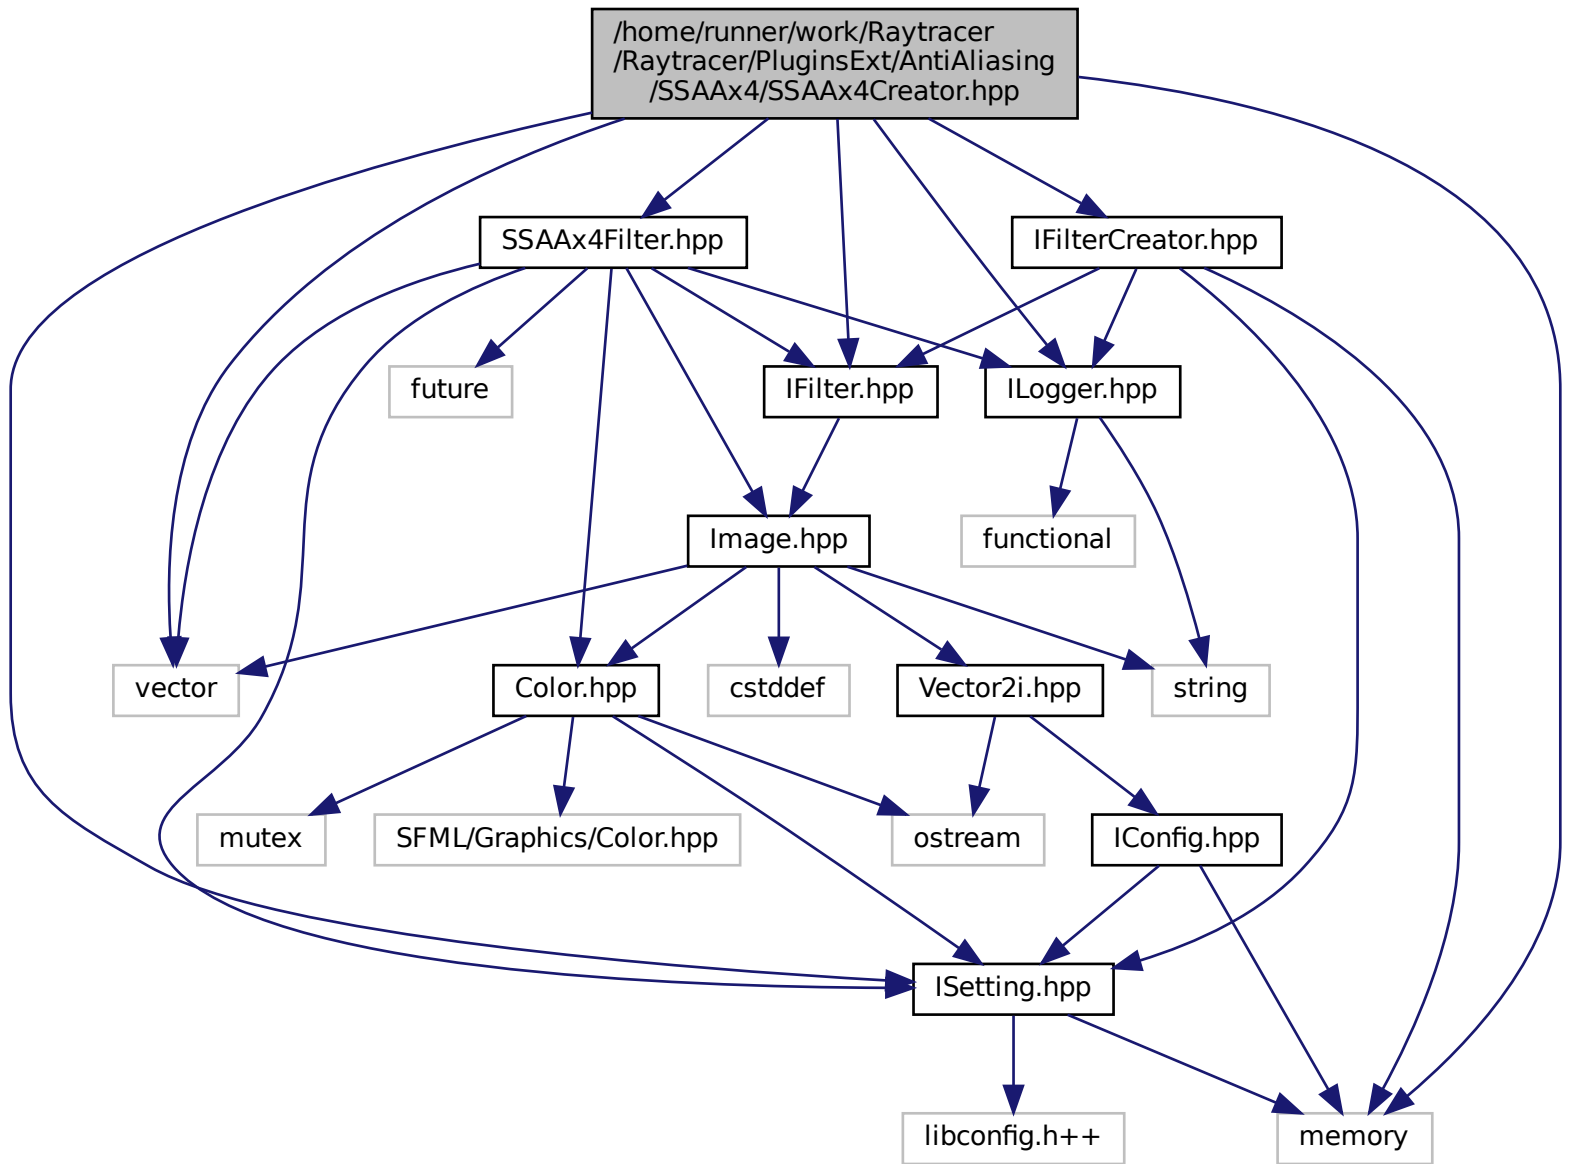 /home/runner/work/Raytracer
/Raytracer/PluginsExt/AntiAliasing
/SSAAx4/SSAAx4Creator.hpp
SSAAx4Filter.hpp
IFilterCreator.hpp
future
IFilter.hpp
ILogger.hpp
Image.hpp
functional
vector
Color.hpp
cstddef
Vector2i.hpp
string
mutex
SFML/Graphics/Color.hpp
ostream
IConfig.hpp
ISetting.hpp
libconfig.h++
memory